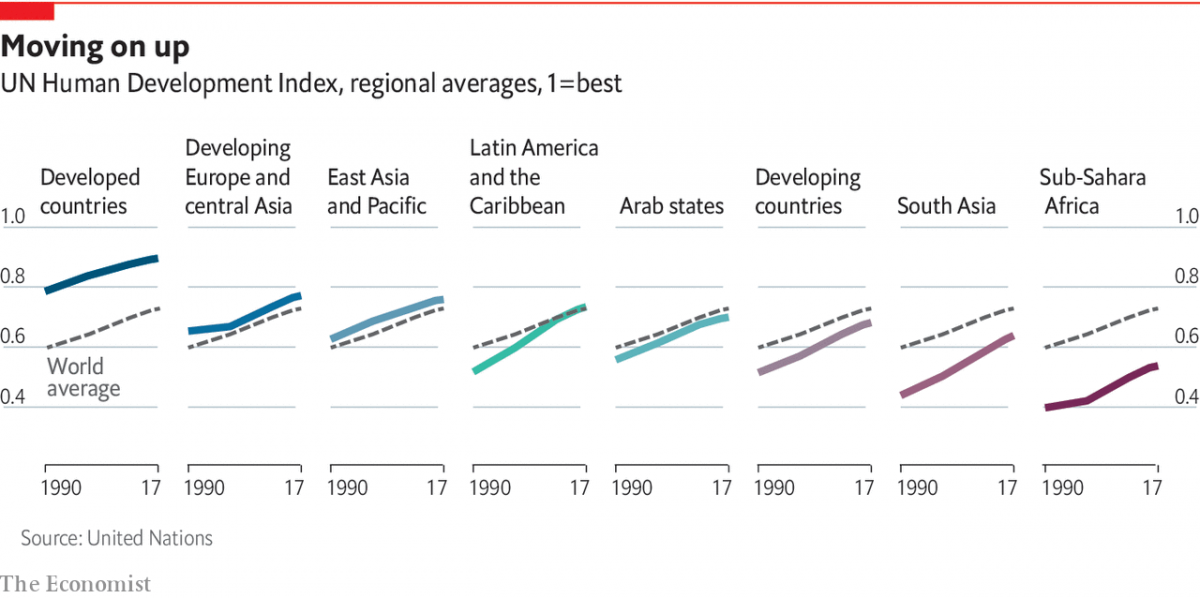 Moving on up
UN Human Development Index, regional averages, 1=best
Developed
countries
Developing
Europe and
central Asia
East Asia
and Pacific
Latin America
and the
Caribbean
Arab states
Developing
countries
South Asia
Sub-Sahara
Africa
1.0
0.8
0.6
0.4
World
average
1.0
0.8
0.6
0.4
1990 17
1990 17
1990 17
1990 17
1990 17
1990 17
1990 17
1990 17
Source: United Nations
The Economist